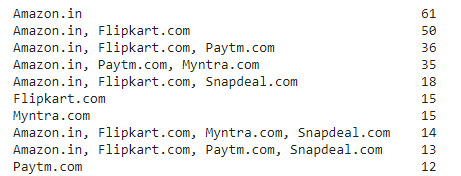 Amazon.in 61
Amazon.in, Flipkart.com 50
Amazon.in, Flipkart.com, Paytm.com 36
Amazon.in, Paytm.com, Myntra.com 35
Amazon.in, Flipkart.com, Snapdeal.com 18
Flipkart.com 15
Myntra.com 15
Amazon.in, Flipkart.com, Myntra.com, Snapdeal.com 14
Amazon.in, Flipkart.com, Paytm.com, Snapdeal.com 13
Paytm.com 12